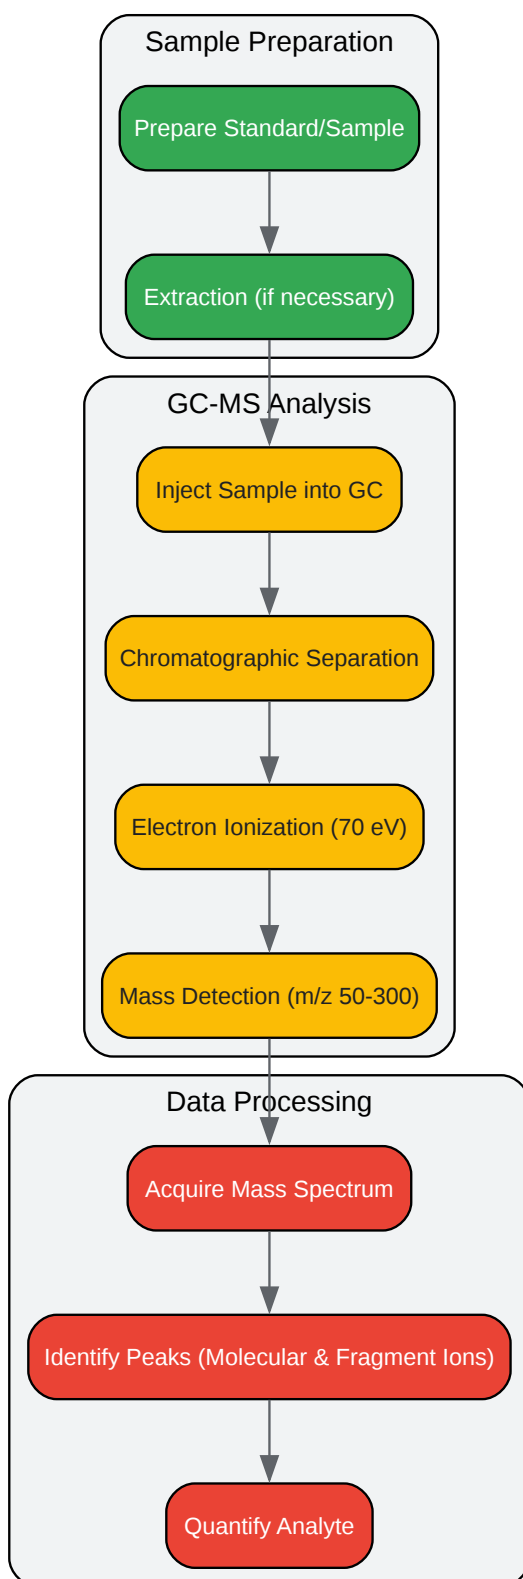 Sample Preparation
Prepare Standard/Sample
Extraction (if necessary)
GC-MS Analysis
Inject Sample into GC
Chromatographic Separation
Electron Ionization (70 eV)
Mass Detection (m/z 50-300)
Data Processing
Acquire Mass Spectrum
Identify Peaks (Molecular & Fragment Ions)
Quantify Analyte